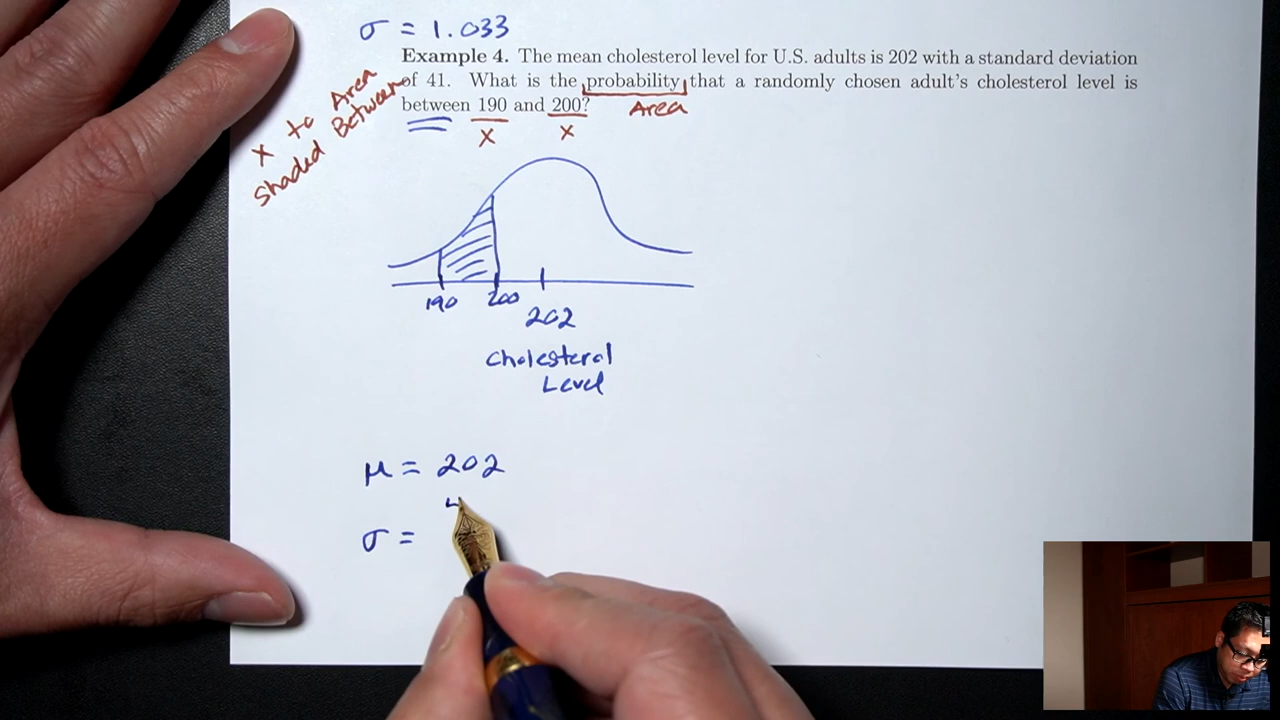 σ = 1.033
Example 4. The mean cholesterol level for U.S. adults is 202 with a standard deviation
of 41. What is the probability that a randomly chosen adult's cholesterol level is
between 190 and 200?
Area
x x
x to Area
Shaded Between
190 200
202
Cholesterol
Level
μ = 202
σ = 4